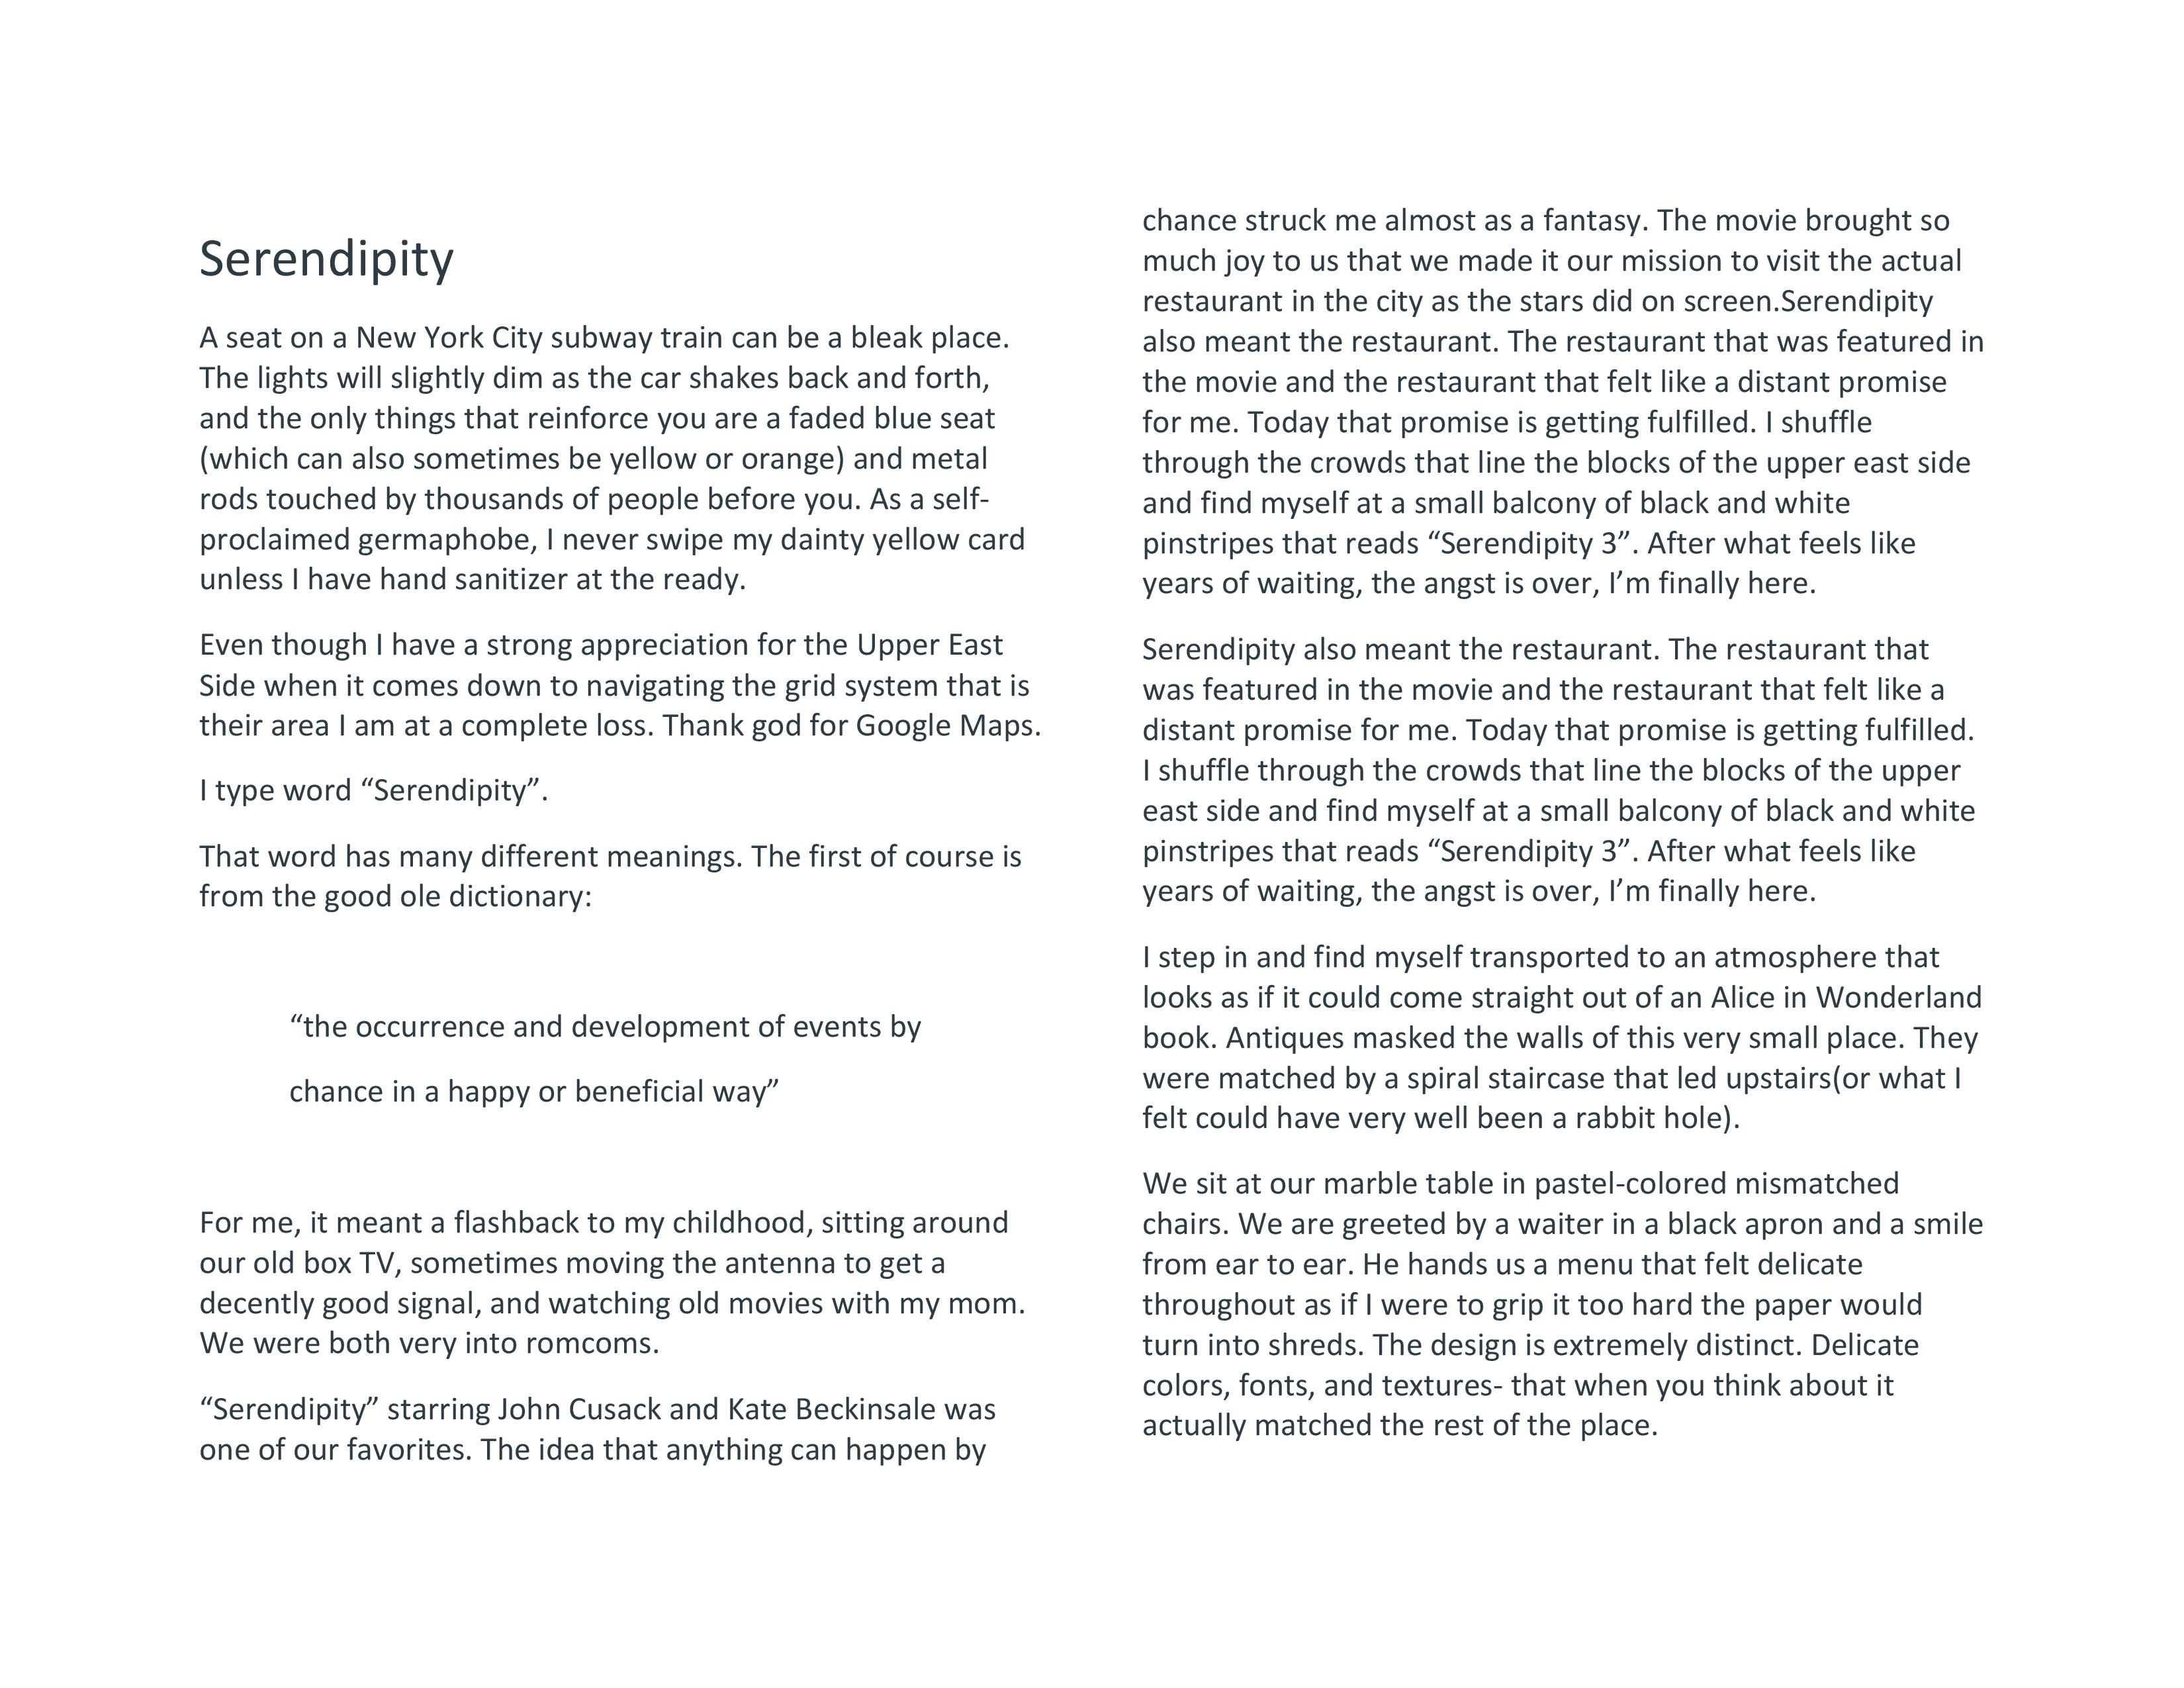 Serendipity
A seat on a New York City subway train can be a bleak place.
The lights will slightly dim as the car shakes back and forth,
and the only things that reinforce you are a faded blue seat
(which can also sometimes be yellow or orange) and metal
rods touched by thousands of people before you. As a self-
proclaimed germaphobe, I never swipe my dainty yellow card
unless I have hand sanitizer at the ready.
Even though I have a strong appreciation for the Upper East
Side when it comes down to navigating the grid system that is
their area I am at a complete loss. Thank god for Google Maps.
I type word “Serendipity”.
That word has many different meanings. The first of course is
from the good ole dictionary:
“the occurrence and development of events by
chance in a happy or beneficial way”
For me, it meant a flashback to my childhood, sitting around
our old box TV, sometimes moving the antenna to get a
decently good signal, and watching old movies with my mom.
We were both very into romcoms.
“Serendipity” starring John Cusack and Kate Beckinsale was
one of our favorites. The idea that anything can happen by
chance struck me almost as a fantasy. The movie brought so
much joy to us that we made it our mission to visit the actual
restaurant in the city as the stars did on screen.Serendipity
also meant the restaurant. The restaurant that was featured in
the movie and the restaurant that felt like a distant promise
for me. Today that promise is getting fulfilled. I shuffle
through the crowds that line the blocks of the upper east side
and find myself at a small balcony of black and white
pinstripes that reads “Serendipity 3”. After what feels like
years of waiting, the angst is over, I’m finally here.
Serendipity also meant the restaurant. The restaurant that
was featured in the movie and the restaurant that felt like a
distant promise for me. Today that promise is getting fulfilled.
I shuffle through the crowds that line the blocks of the upper
east side and find myself at a small balcony of black and white
pinstripes that reads “Serendipity 3”. After what feels like
years of waiting, the angst is over, I’m finally here.
I step in and find myself transported to an atmosphere that
looks as if it could come straight out of an Alice in Wonderland
book. Antiques masked the walls of this very small place. They
were matched by a spiral staircase that led upstairs(or what I
felt could have very well been a rabbit hole).
We sit at our marble table in pastel-colored mismatched
chairs. We are greeted by a waiter in a black apron and a smile
from ear to ear. He hands us a menu that felt delicate
throughout as if I were to grip it too hard the paper would
turn into shreds. The design is extremely distinct. Delicate
colors, fonts, and textures- that when you think about it
actually matched the rest of the place.